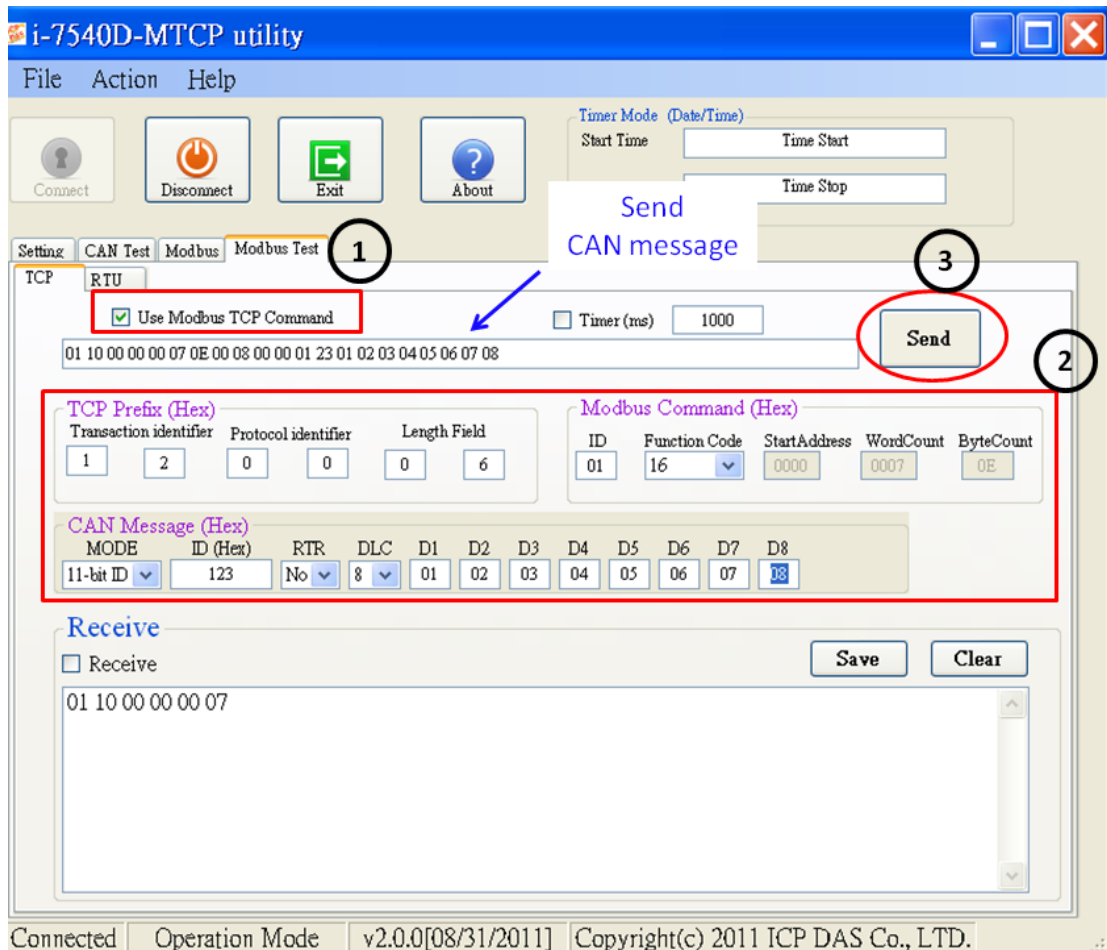 i-7540D-MTCP utility
File Action Help
Connect Disconnect Exit About
Timer Mode (Date/Time)
Start Time Time Start
Time Stop
Send
CAN message
Setting CAN Test Modbus Modbus Test 1
3
TCP RTU
Use Modbus TCP Command Timer (ms) 1000 Send
2
01 10 00 00 00 07 0E 00 08 00 00 01 23 01 02 03 04 05 06 07 08
TCP Prefix (Hex) Modbus Command (Hex)
Transaction identifier Protocol identifier Length Field ID Function Code StartAddress WordCount ByteCount
1 2 0 0 0 6 01 16 0000 0007 0E
CAN Message (Hex)
MODE ID (Hex) RTR DLC D1 D2 D3 D4 D5 D6 D7 D8
11-bit ID 123 No 8 01 02 03 04 05 06 07 08
Receive
Receive Save Clear
01 10 00 00 00 07
Connected Operation Mode v2.0.0[08/31/2011] Copyright(c) 2011 ICP DAS Co., LTD.